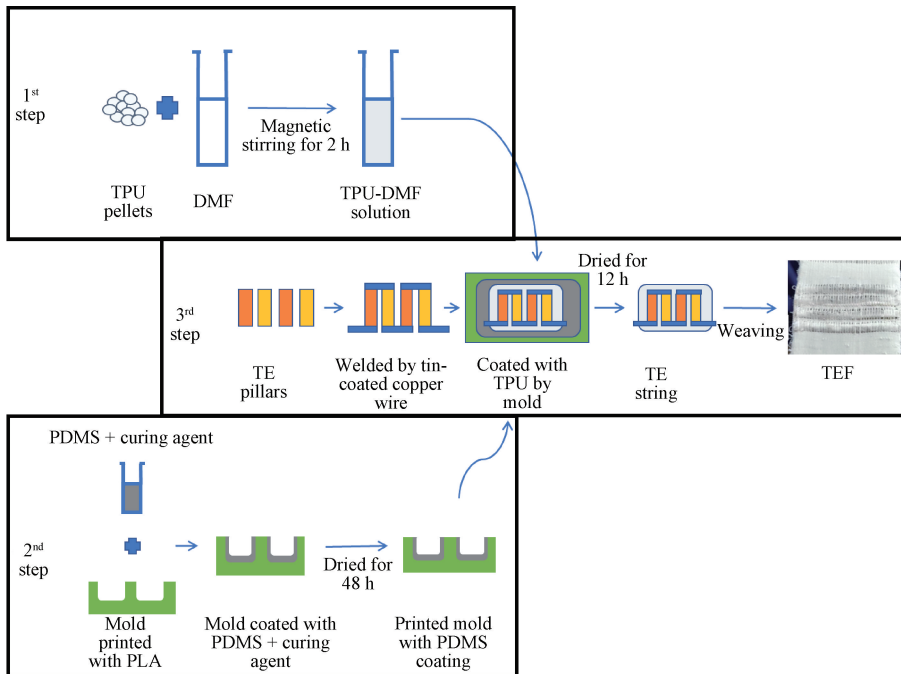 1st
step
TPU
pellets
DMF
Magnetic
stirring for 2 h
TPU-DMF
solution
3rd
step
TE
pillars
Welded by tin-
coated copper
wire
Coated with
TPU by
mold
Dried for
12 h
TE
string
Weaving
TEF
2nd
step
PDMS + curing agent
Mold
printed
with PLA
Mold coated with
PDMS + curing
agent
Dried for
48 h
Printed mold
with PDMS
coating